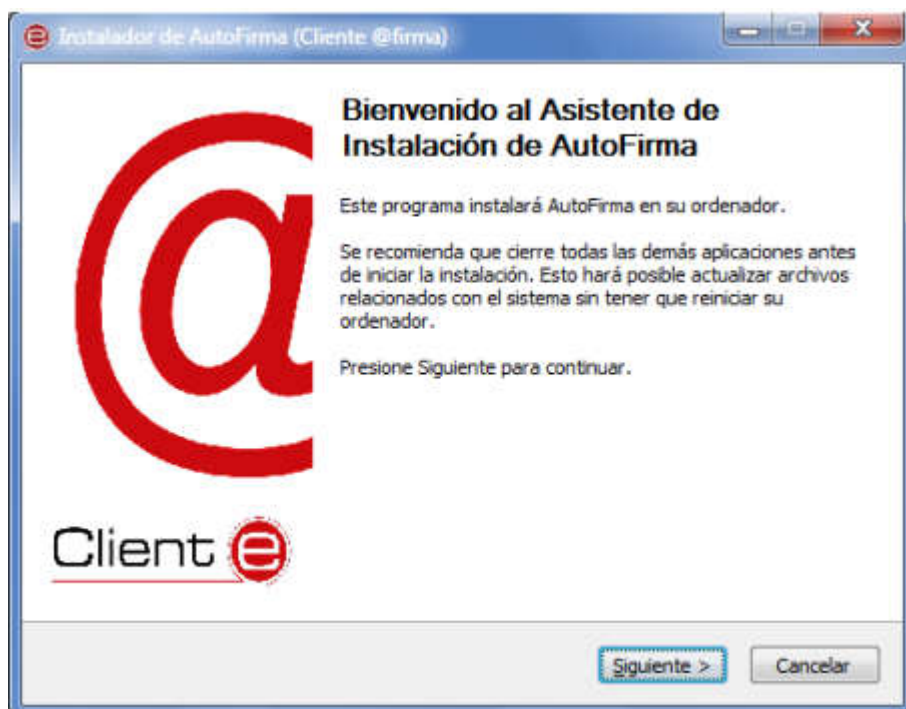 Instalador de AutoFirma (Cliente @firma)
Bienvenido al Asistente de
Instalación de AutoFirma
Este programa instalará AutoFirma en su ordenador.
Se recomienda que cierre todas las demás aplicaciones antes
de iniciar la instalación. Esto hará posible actualizar archivos
relacionados con el sistema sin tener que reiniciar su
ordenador.
Presione Siguiente para continuar.
@
Client e
Siguiente >
Cancelar